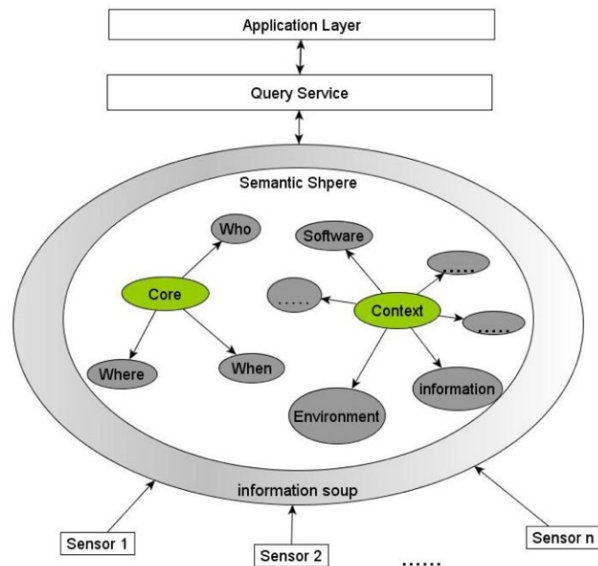 Application Layer
Query Service
Semantic Shpere
Who
Software
.....
Core
.....
Context
.....
Where
When
information
Environment
information soup
Sensor 1
Sensor 2
......
Sensor n